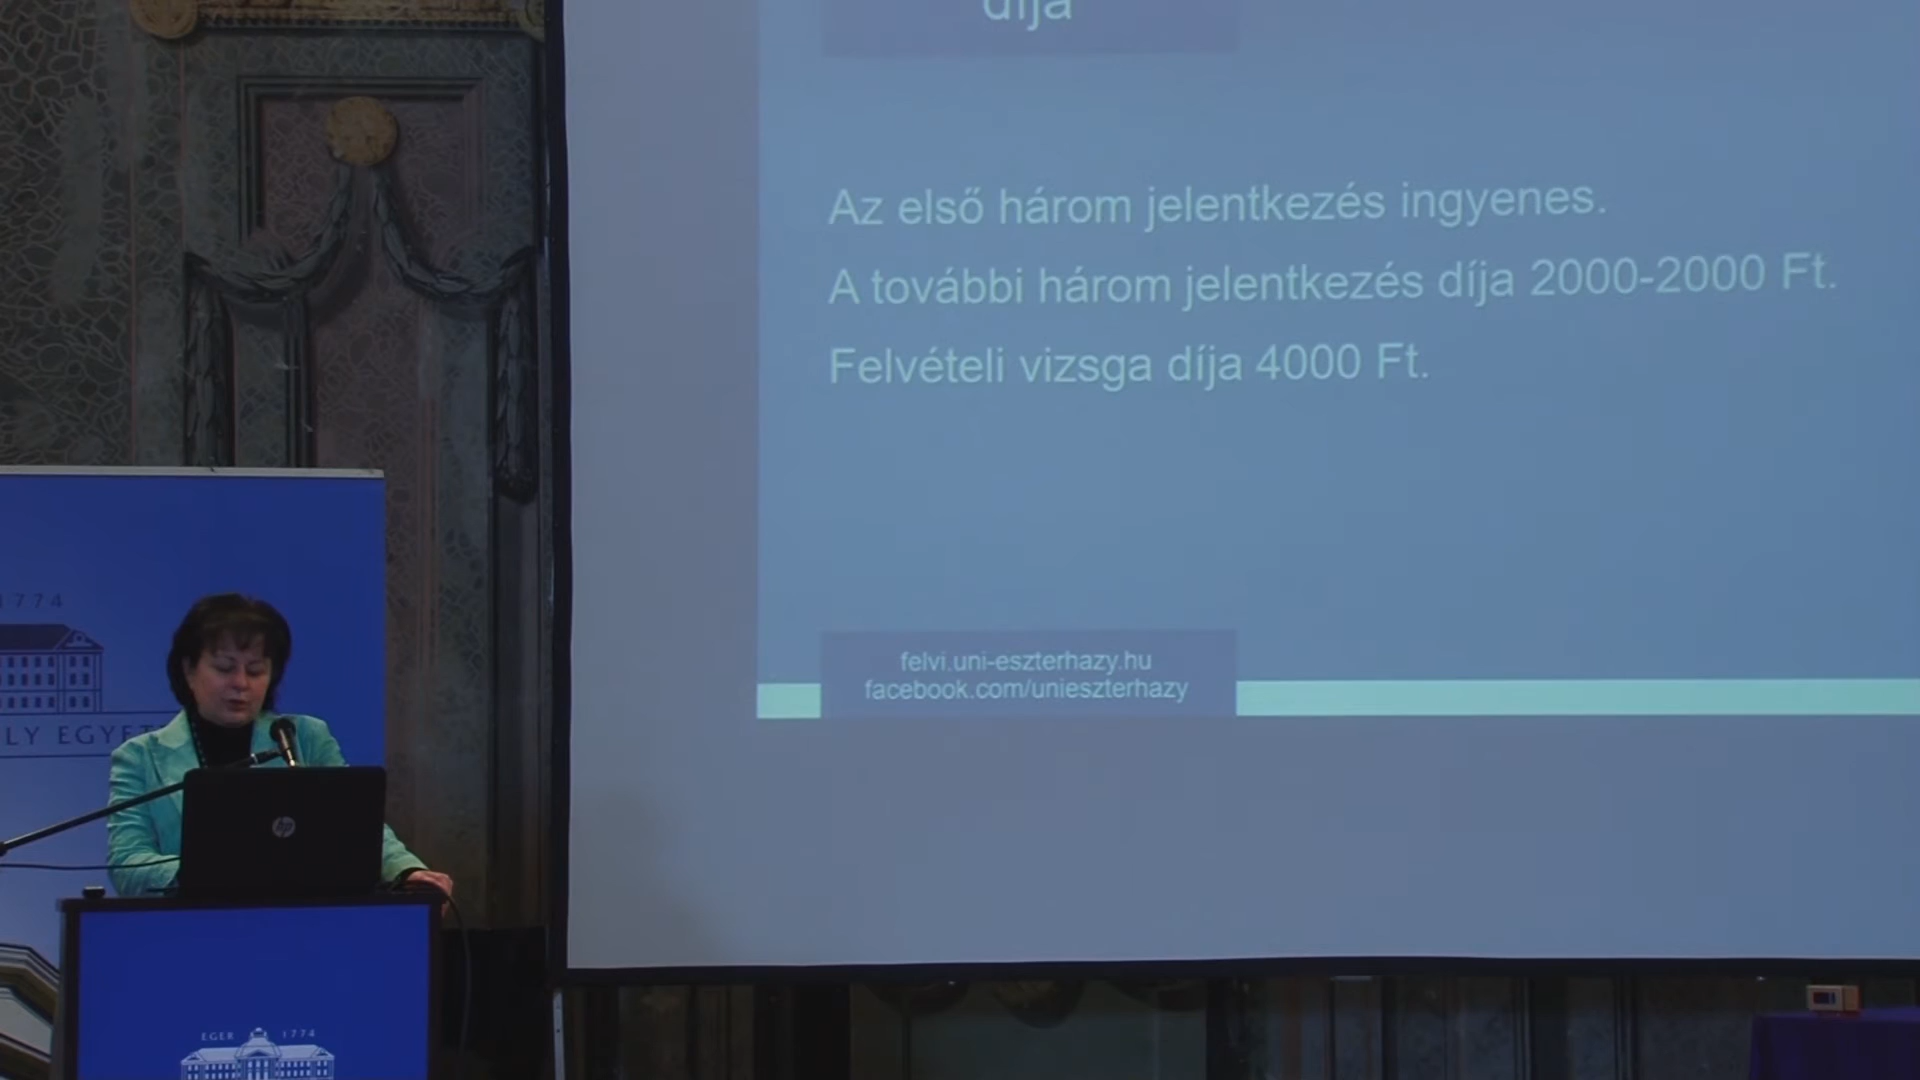 díja
Az első három jelentkezés ingyenes.
A további három jelentkezés díja 2000-2000 Ft.
Felvételi vizsga díja 4000 Ft.
felvi.uni-eszterhazy.hu
facebook.com/unieszterhazy
1774
LY EGYET
hp
EGER 1774